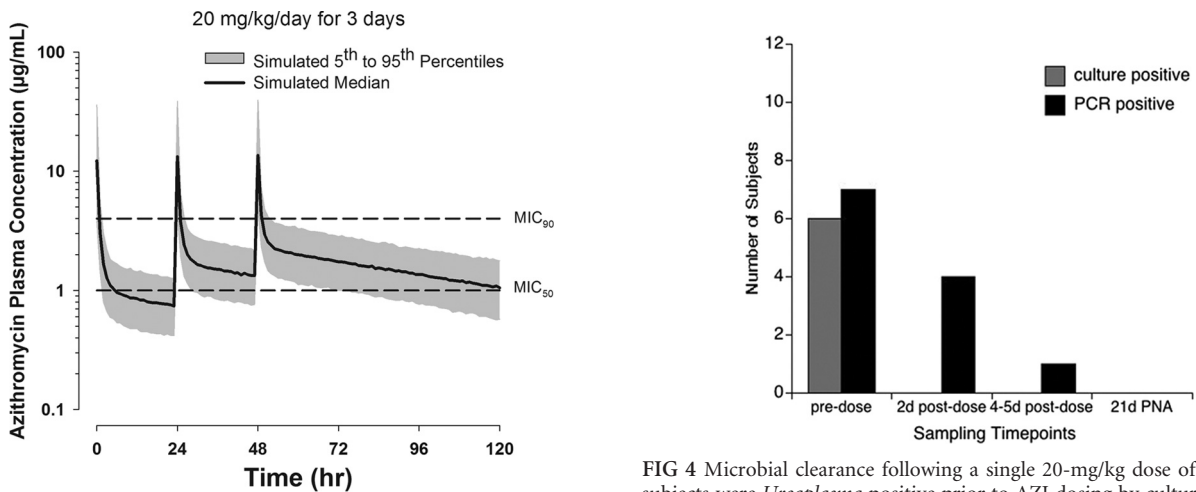 20 mg/kg/day for 3 days
Azithromycin Plasma Concentration (µg/mL)
100
10
1
0.1
Simulated 5th to 95th Percentiles
Simulated Median
MIC90
MIC50
0 24 48 72 96 120
Time (hr)
Number of Subjects
12
10
8
6
4
2
0
culture positive
PCR positive
pre-dose 2d post-dose 4-5d post-dose 21d PNA
Sampling Timepoints
FIG 4 Microbial clearance following a single 20-mg/kg dose of